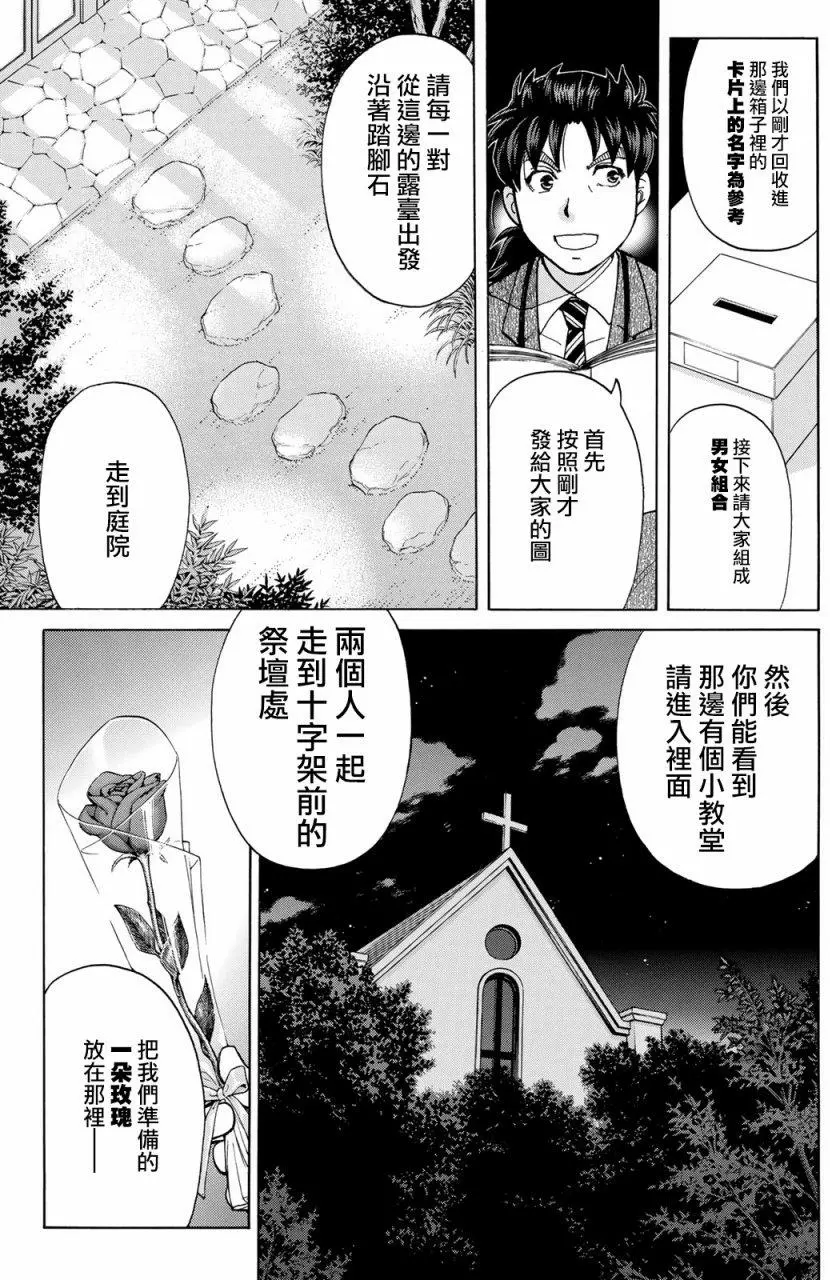 我們以剛才回收進
那邊箱子裡的
卡片上的名字為參考
接下來請大家組成
男女組合
首先
按照剛才
發給大家的圖
請每一對
從這邊的露臺出發
沿著踏腳石
走到庭院
然後
你們能看到
那邊有個小教堂
請進入裡面
兩個人一起
走到十字架前的
祭壇處
把我們準備的
一朵玫瑰
放在那裡——